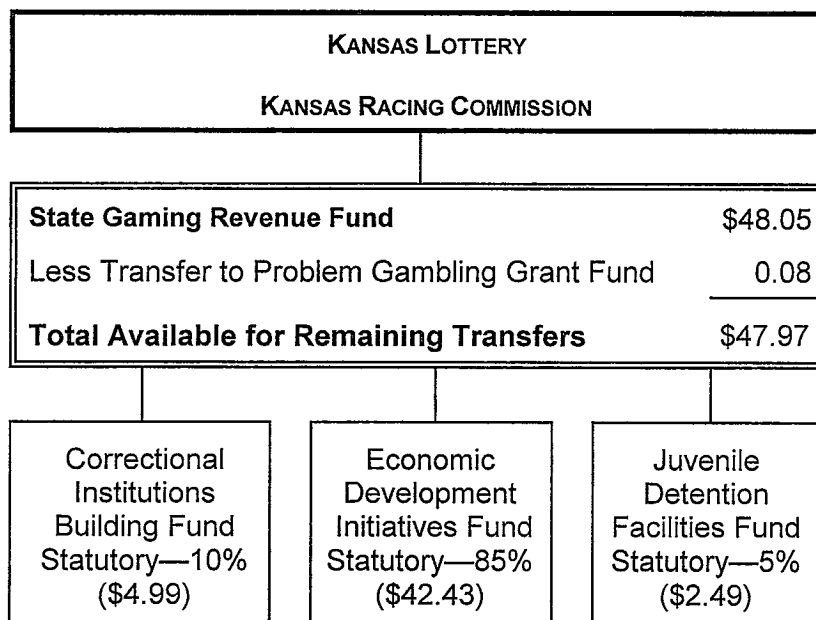 KANSAS LOTTERY
KANSAS RACING COMMISSION
State Gaming Revenue Fund $48.05
Less Transfer to Problem Gambling Grant Fund 0.08
Total Available for Remaining Transfers $47.97
Correctional
Institutions
Building Fund
Statutory—10%
($4.99)
Economic
Development
Initiatives Fund
Statutory—85%
($42.43)
Juvenile
Detention
Facilities Fund
Statutory—5%
($2.49)